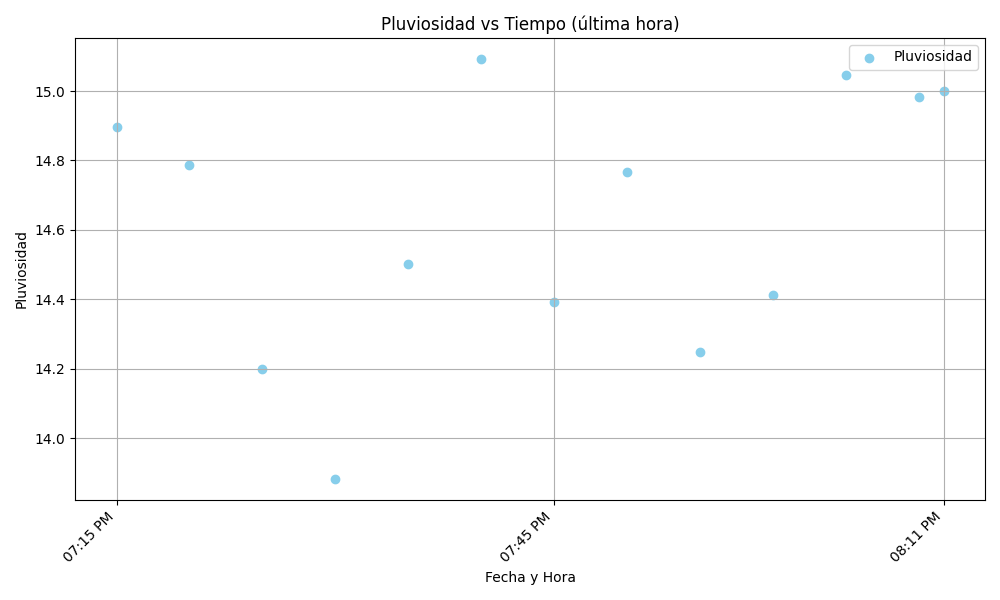 Pluviosidad vs Tiempo (última hora)
Pluviosidad
Pluviosidad
15.0
14.8
14.6
14.4
14.2
14.0
07:15 PM
07:45 PM
08:11 PM
Fecha y Hora